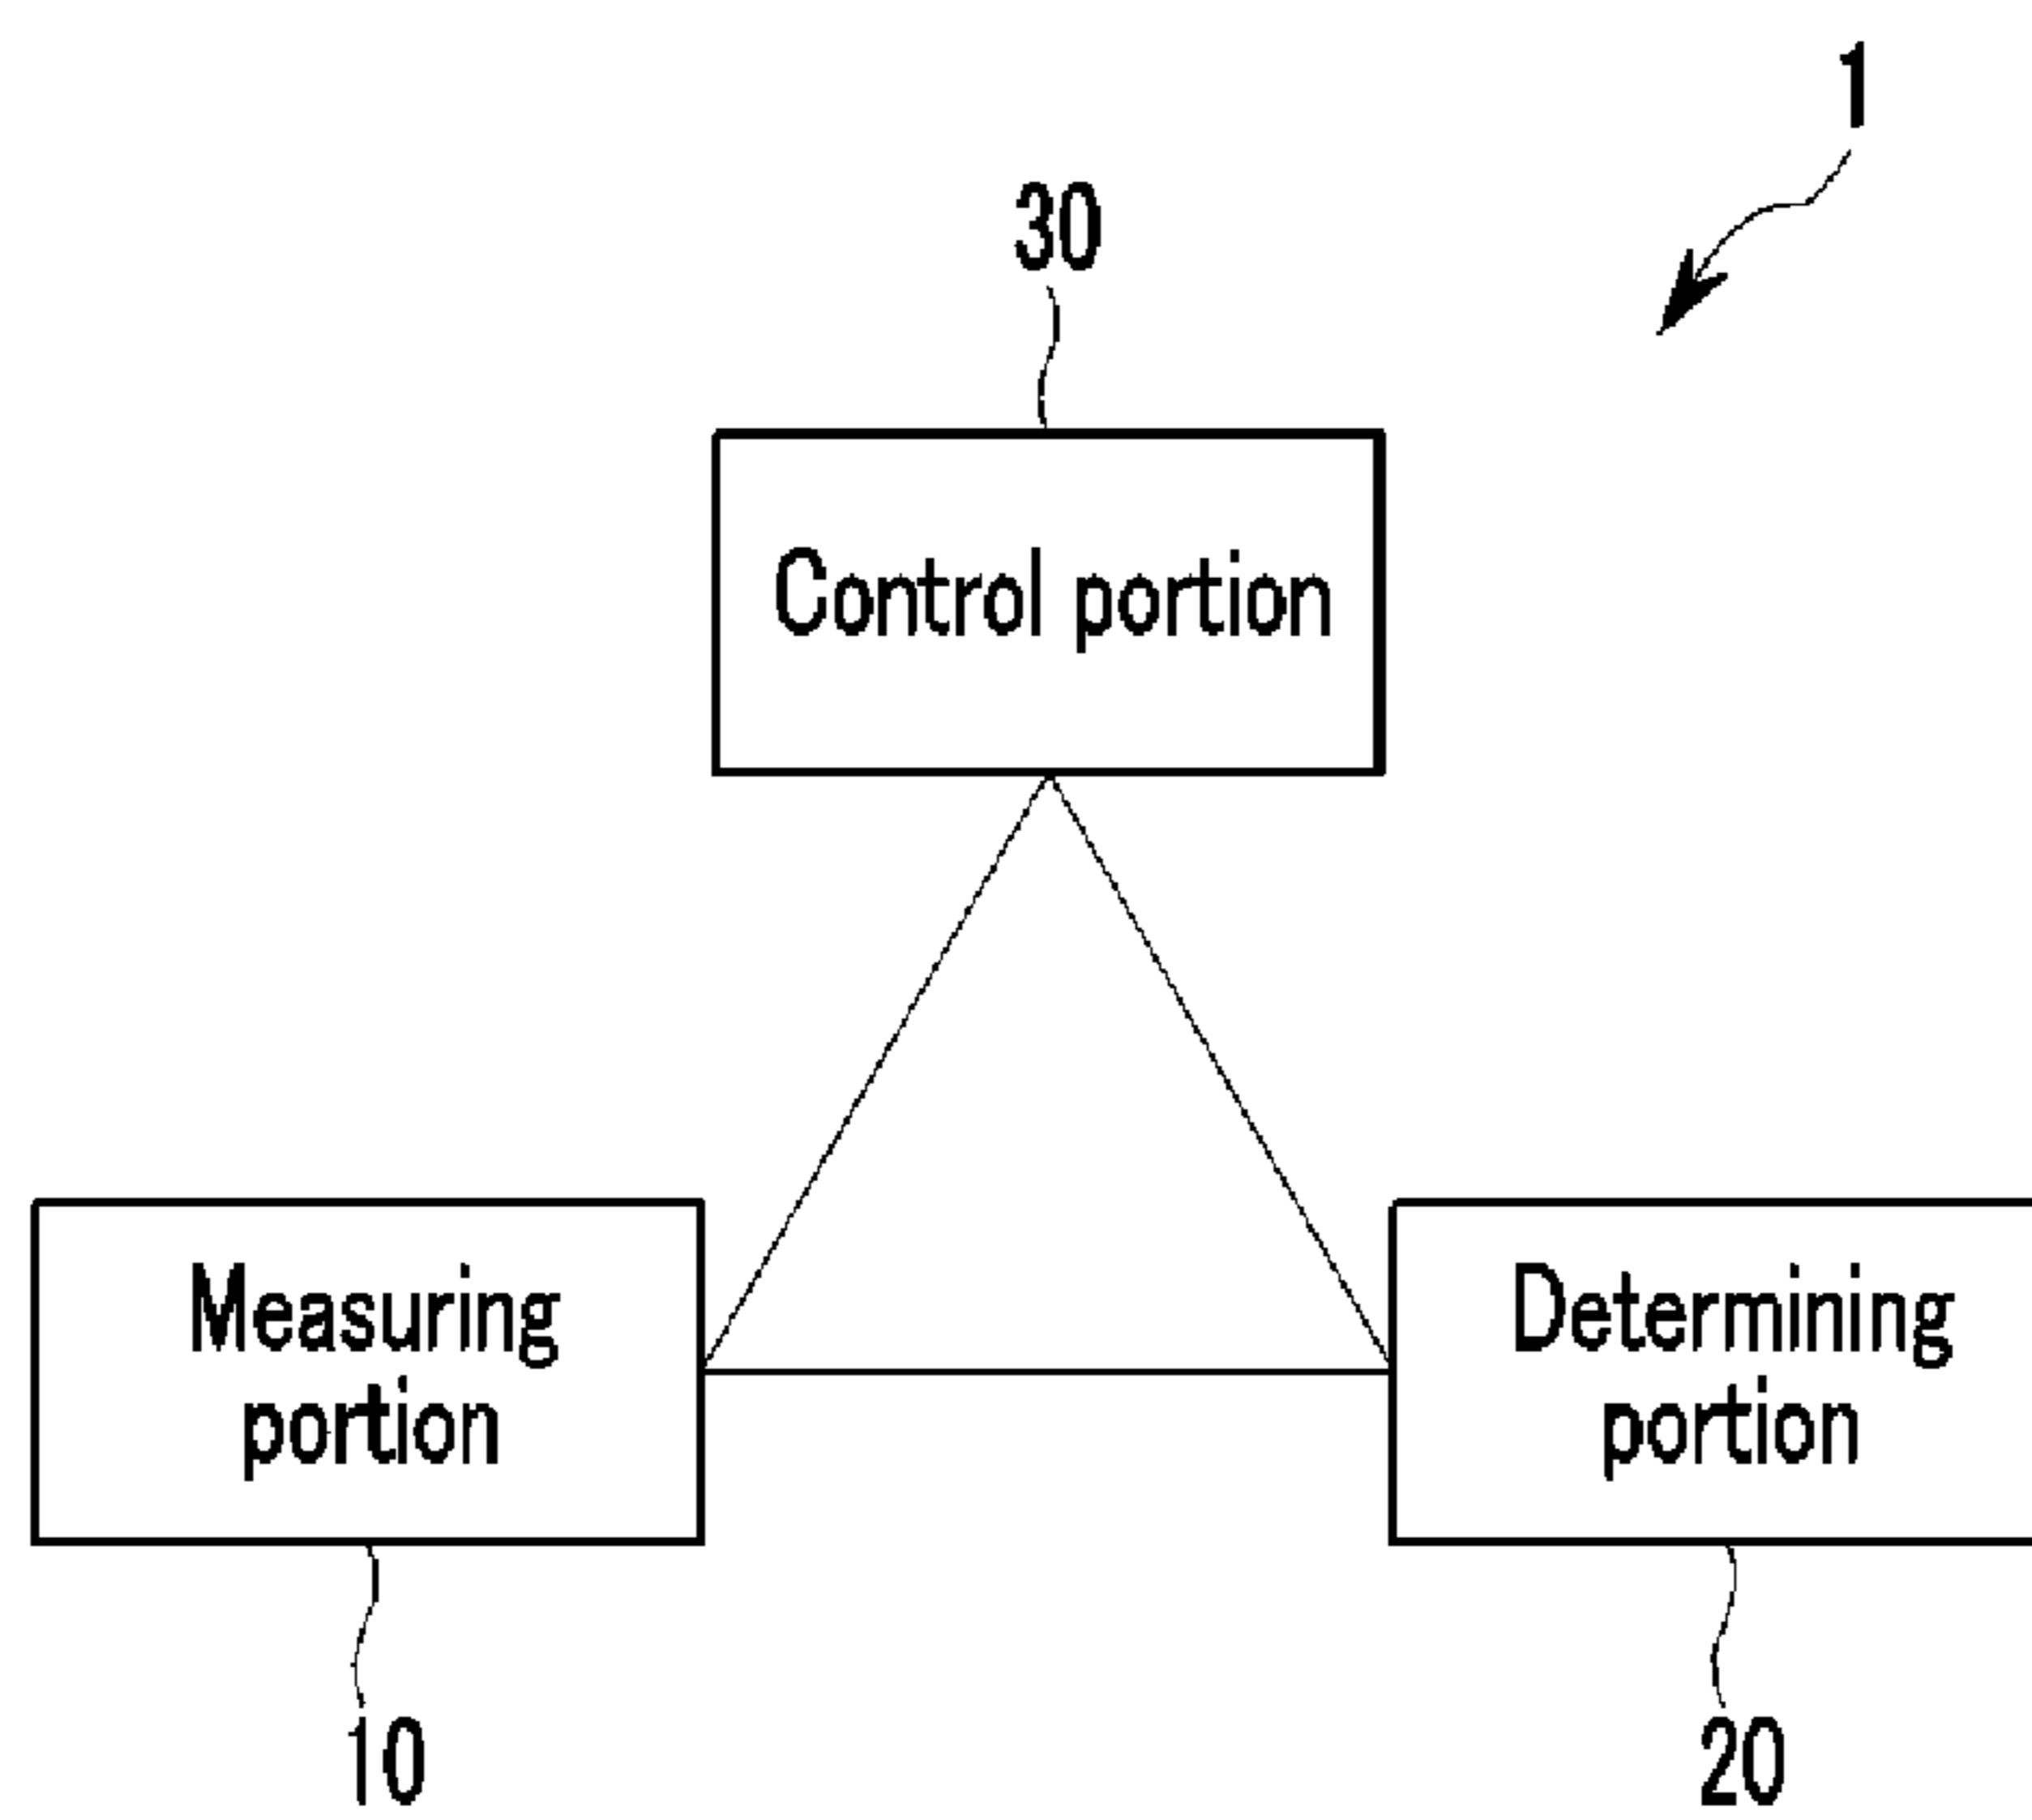 1
30
Control portion
Measuring
portion
Determining
portion
10
20